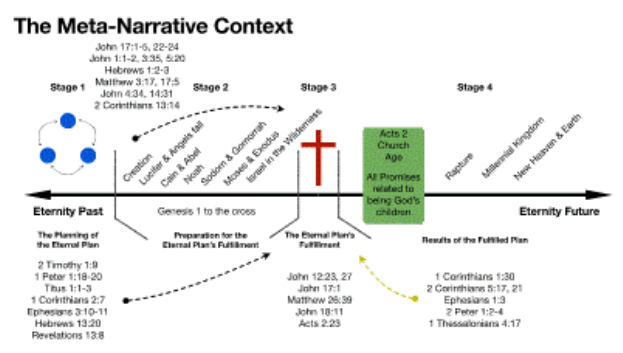 The Meta-Narrative Context
John 17:1-5, 22-24
John 1:1-2, 3:35, 5:20
Hebrews 1:2-3
Matthew 3:17, 17:5
John 4:34, 14:31
2 Corinthians 13:14
Stage 1
Stage 2
Stage 3
Stage 4
Creation
Lucifer & Angels fall
Cain & Abel
Noah
Sodom & Gomorrah
Moses & Exodus
Israel in the Wilderness
Acts 2
Church
Age
All Promises
related to
being God's
children.
Rapture
Millennial Kingdom
New Heaven & Earth
Eternity Past
Genesis 1 to the cross
Eternity Future
The Planning of
the Eternal Plan
Preparation for the
Eternal Plan's Fulfillment
The Eternal Plan's
Fulfillment
Results of the Fulfilled Plan
2 Timothy 1:9
1 Peter 1:18-20
Titus 1:1-3
1 Corinthians 2:7
Ephesians 3:10-11
Hebrews 13:20
Revelations 13:8
John 12:23, 27
John 17:1
Matthew 26:39
John 18:11
Acts 2:23
1 Corinthians 1:30
2 Corinthians 5:17, 21
Ephesians 1:3
2 Peter 1:2-4
1 Thessalonians 4:17